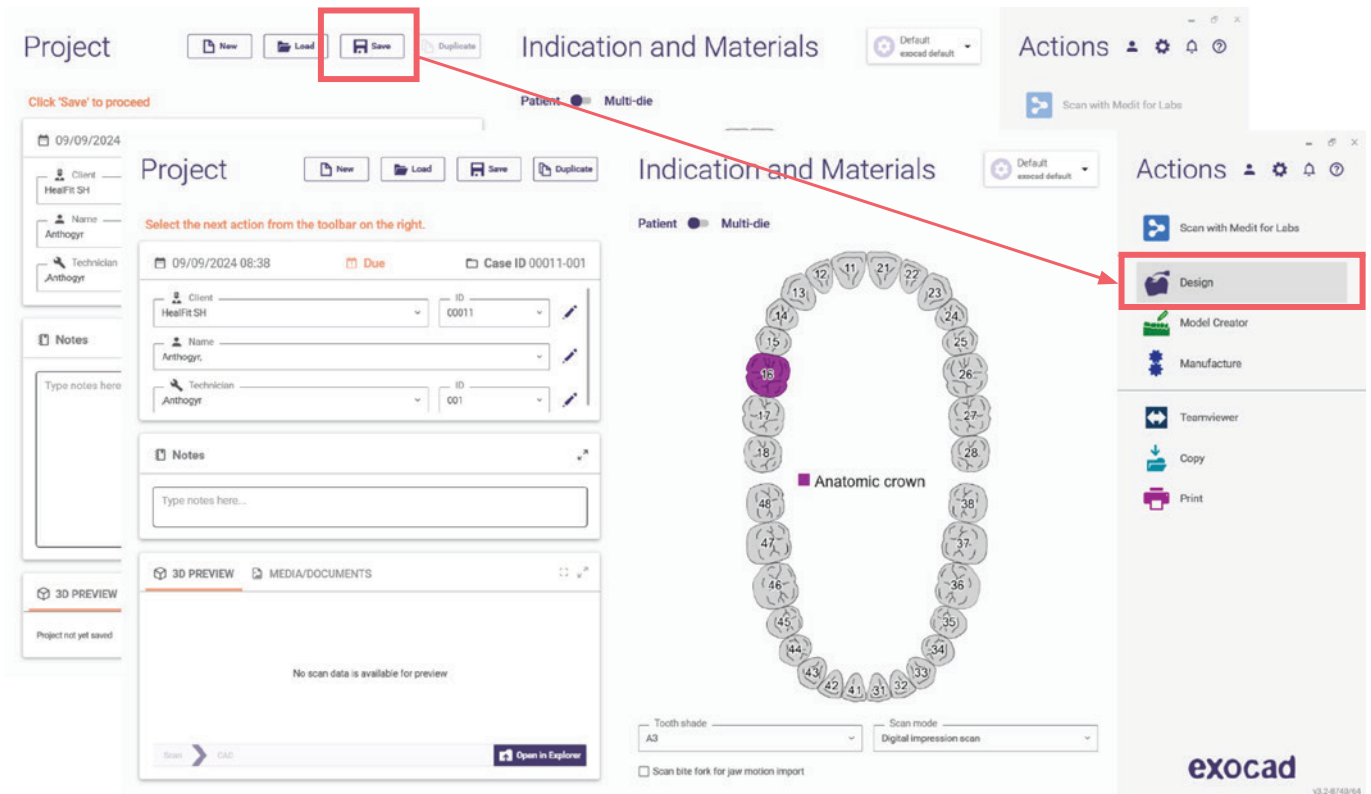 Project
New
Load
Save
Duplicate
Indication and Materials
Default
exocad default
Actions
Click 'Save' to proceed
Patient
Multi-die
Scan with Medit for Labs
09/09/2024
Client
HealFit SH
Name
Anthogyr
Technician
Anthogyr
Notes
Type notes here
3D PREVIEW
Project not yet saved
Project
New
Load
Save
Duplicate
Indication and Materials
Default
exocad default
Actions
Select the next action from the toolbar on the right.
Patient
Multi-die
09/09/2024 08:38
Due
Case ID 00011-001
Client
HealFit SH
ID
00011
Name
Anthogyr,
Technician
Anthogyr
ID
001
Notes
Type notes here...
3D PREVIEW
MEDIA/DOCUMENTS
No scan data is available for preview
Scan
CAD
Open in Explorer
12 11 21 22
13 23
14 24
15 25
16 26
17 27
18 28
Anatomic crown
48 38
47 37
46 36
45 35
44 34
43 33
42 41 31 32
Tooth shade
A3
Scan mode
Digital impression scan
Scan bite fork for jaw motion import
Scan with Medit for Labs
Design
Model Creator
Manufacture
Teamviewer
Copy
Print
exocad
v3.2-8743/64